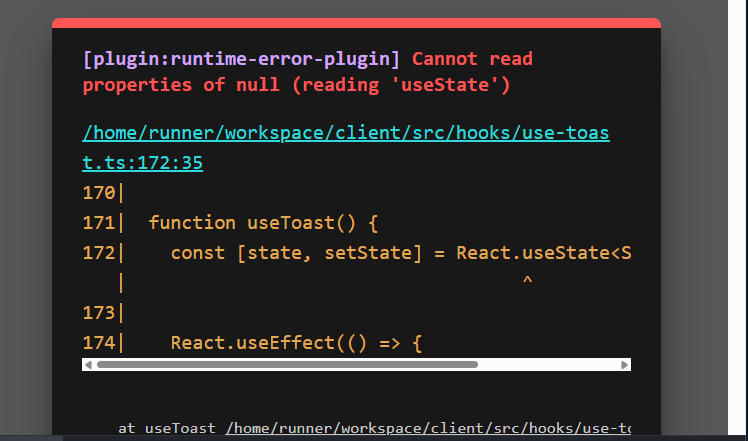 [plugin:runtime-error-plugin] Cannot read
properties of null (reading 'useState')
/home/runner/workspace/client/src/hooks/use-toas
t.ts:172:35
170|
171|  function useToast() {
172|    const [state, setState] = React.useState<S
   |                                   ^
173|
174|    React.useEffect(() => {
at useToast /home/runner/workspace/client/src/hooks/use-to